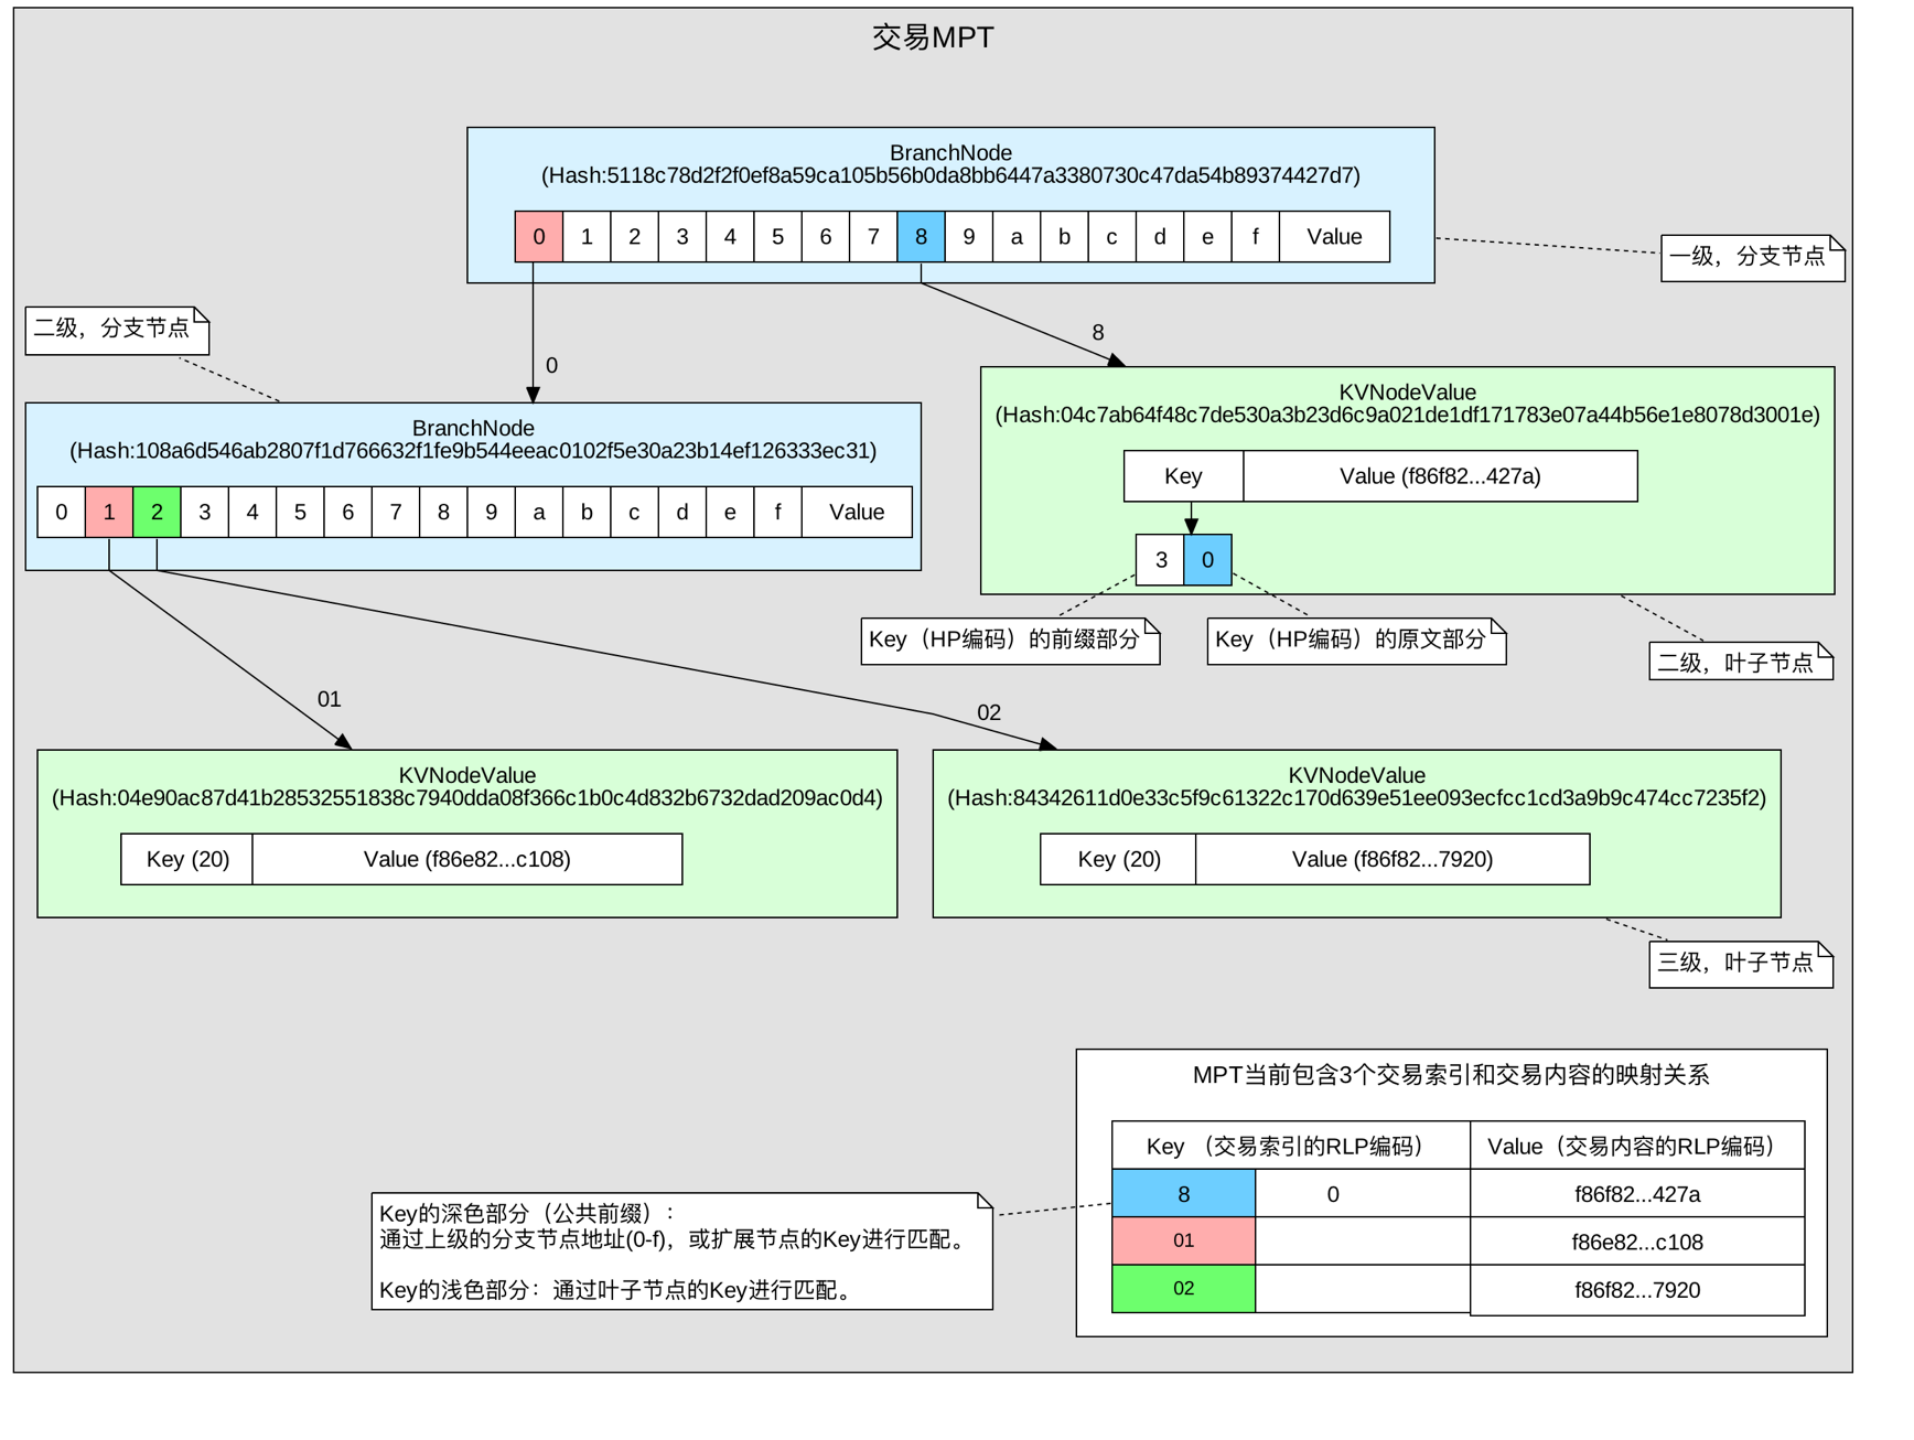 交易MPT
BranchNode
(Hash:5118c78d2f2f0ef8a59ca105b56b0da8bb6447a3380730c47da54b89374427d7)
0 1 2 3 4 5 6 7 8 9 a b c d e f Value
一级，分支节点
二级，分支节点
0
8
BranchNode
(Hash:108a6d546ab2807f1d766632f1fe9b544eeac0102f5e30a23b14ef126333ec31)
0 1 2 3 4 5 6 7 8 9 a b c d e f Value
KVNodeValue
(Hash:04c7ab64f48c7de530a3b23d6c9a021de1df171783e07a44b56e1e8078d3001e)
Key Value (f86f82...427a)
3 0
Key（HP编码）的前缀部分
Key（HP编码）的原文部分
二级，叶子节点
01
02
KVNodeValue
(Hash:04e90ac87d41b28532551838c7940dda08f366c1b0c4d832b6732dad209ac0d4)
Key (20) Value (f86e82...c108)
KVNodeValue
(Hash:84342611d0e33c5f9c61322c170d639e51ee093ecfcc1cd3a9b9c474cc7235f2)
Key (20) Value (f86f82...7920)
三级，叶子节点
MPT当前包含3个交易索引和交易内容的映射关系
Key （交易索引的RLP编码） Value（交易内容的RLP编码）
8 0 f86f82...427a
01 f86e82...c108
02 f86f82...7920
Key的深色部分（公共前缀）：
通过上级的分支节点地址(0-f)，或扩展节点的Key进行匹配。
Key的浅色部分：通过叶子节点的Key进行匹配。